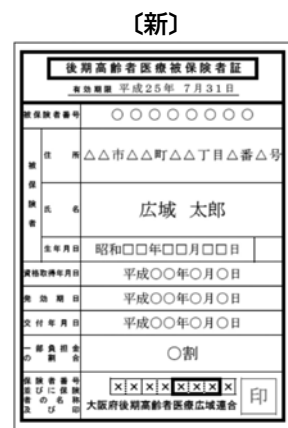 〔新〕
後期高齢者医療被保険者証
有効期限 平成25年 7月31日
被保険者番号 ○○○○○○○○
被保険者
住所 △△市△△町△△丁目△番△号
氏名 広域 太郎
生年月日 昭和□□年□□月□□日
資格取得年月日 平成○○年○月○日
発効期日 平成○○年○月○日
交付年月日 平成○○年○月○日
一部負担金の割合 ○割
保険者番号並びに保険者の名称及び印
×××××××× 
大阪府後期高齢者医療広域連合 印